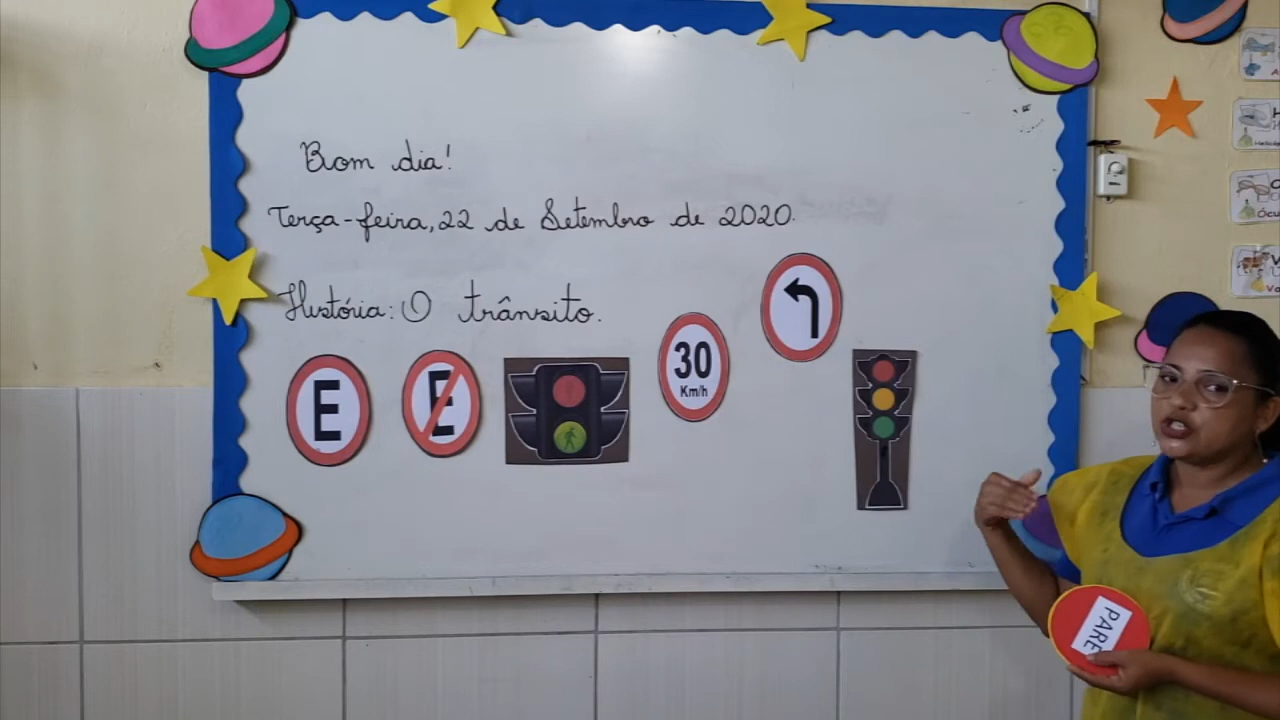 Bom dia!
Terça-feira, 22 de Setembro de 2020.
História: O trânsito.
E
E
30
Km/h
PARE